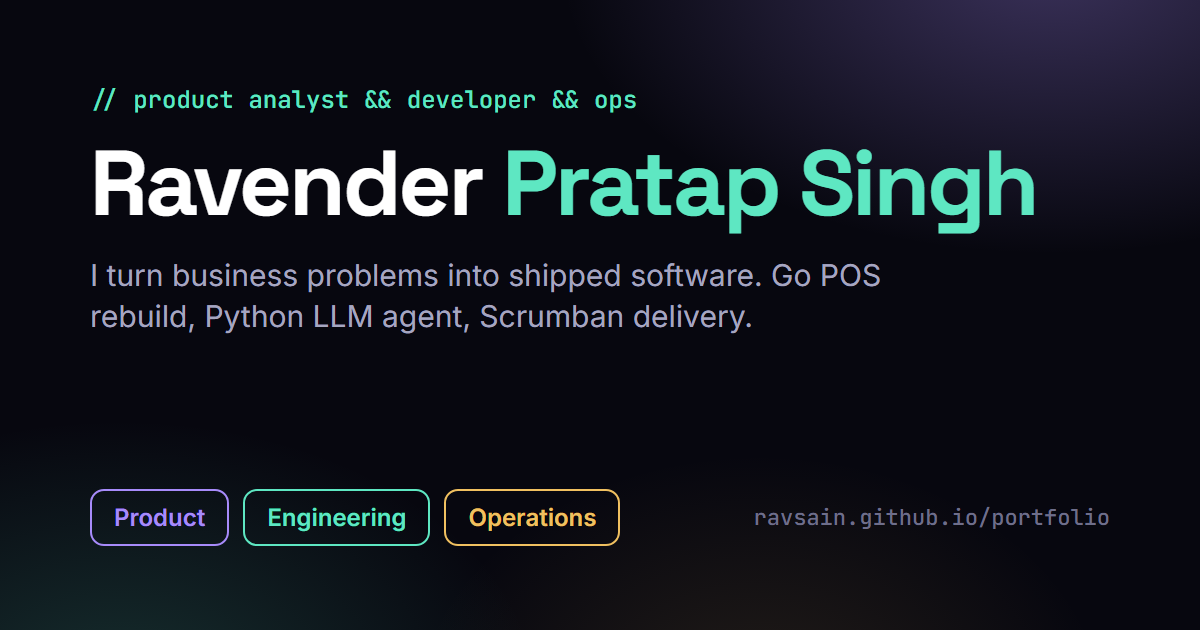 // product analyst && developer && ops
Ravender Pratap Singh
I turn business problems into shipped software. Go POS
rebuild, Python LLM agent, Scrumban delivery.
Product
Engineering
Operations
ravsain.github.io/portfolio